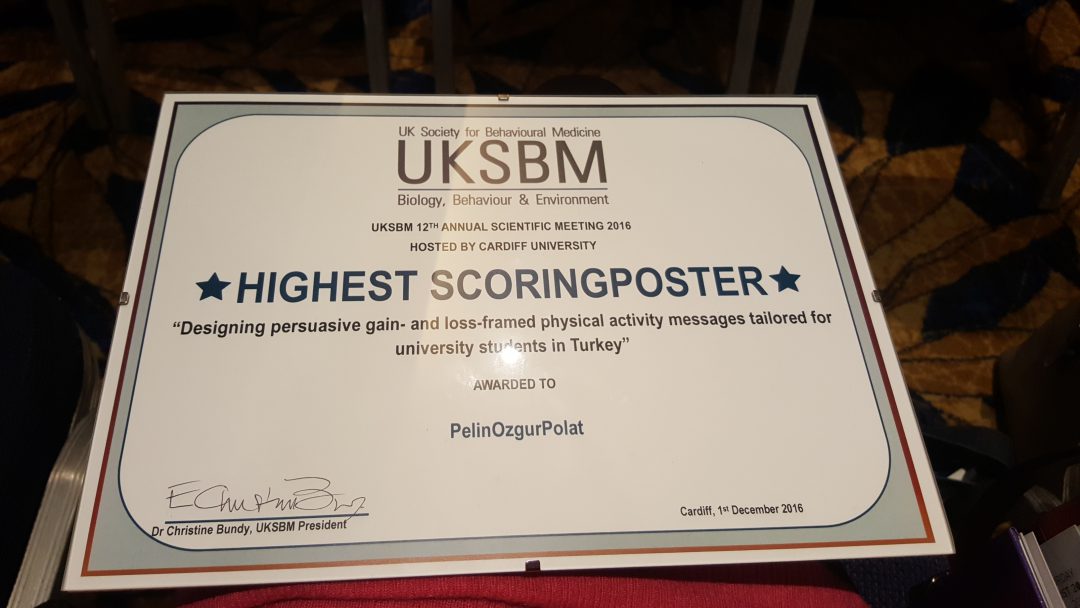 UK Society for Behavioural Medicine
UKSBM
Biology, Behaviour & Environment
UKSBM 12TH ANNUAL SCIENTIFIC MEETING 2016
HOSTED BY CARDIFF UNIVERSITY
★HIGHEST SCORINGPOSTER★
“Designing persuasive gain- and loss-framed physical activity messages tailored for
university students in Turkey”
AWARDED TO
PelinOzgurPolat
Dr Christine Bundy, UKSBM President
Cardiff, 1st December 2016